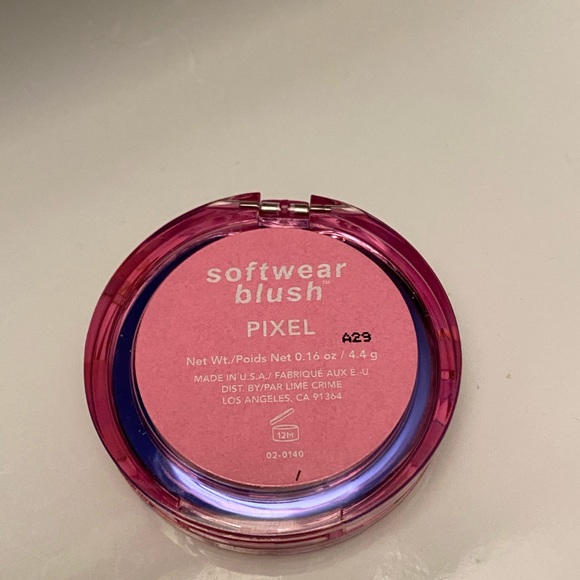 softwear
blush™
PIXEL
A29
Net Wt./Poids Net 0.16 oz / 4.4 g
MADE IN U.S.A./ FABRIQUÉ AUX É.-U
DIST. BY/PAR LIME CRIME
LOS ANGELES, CA 91364
12M
02-0140